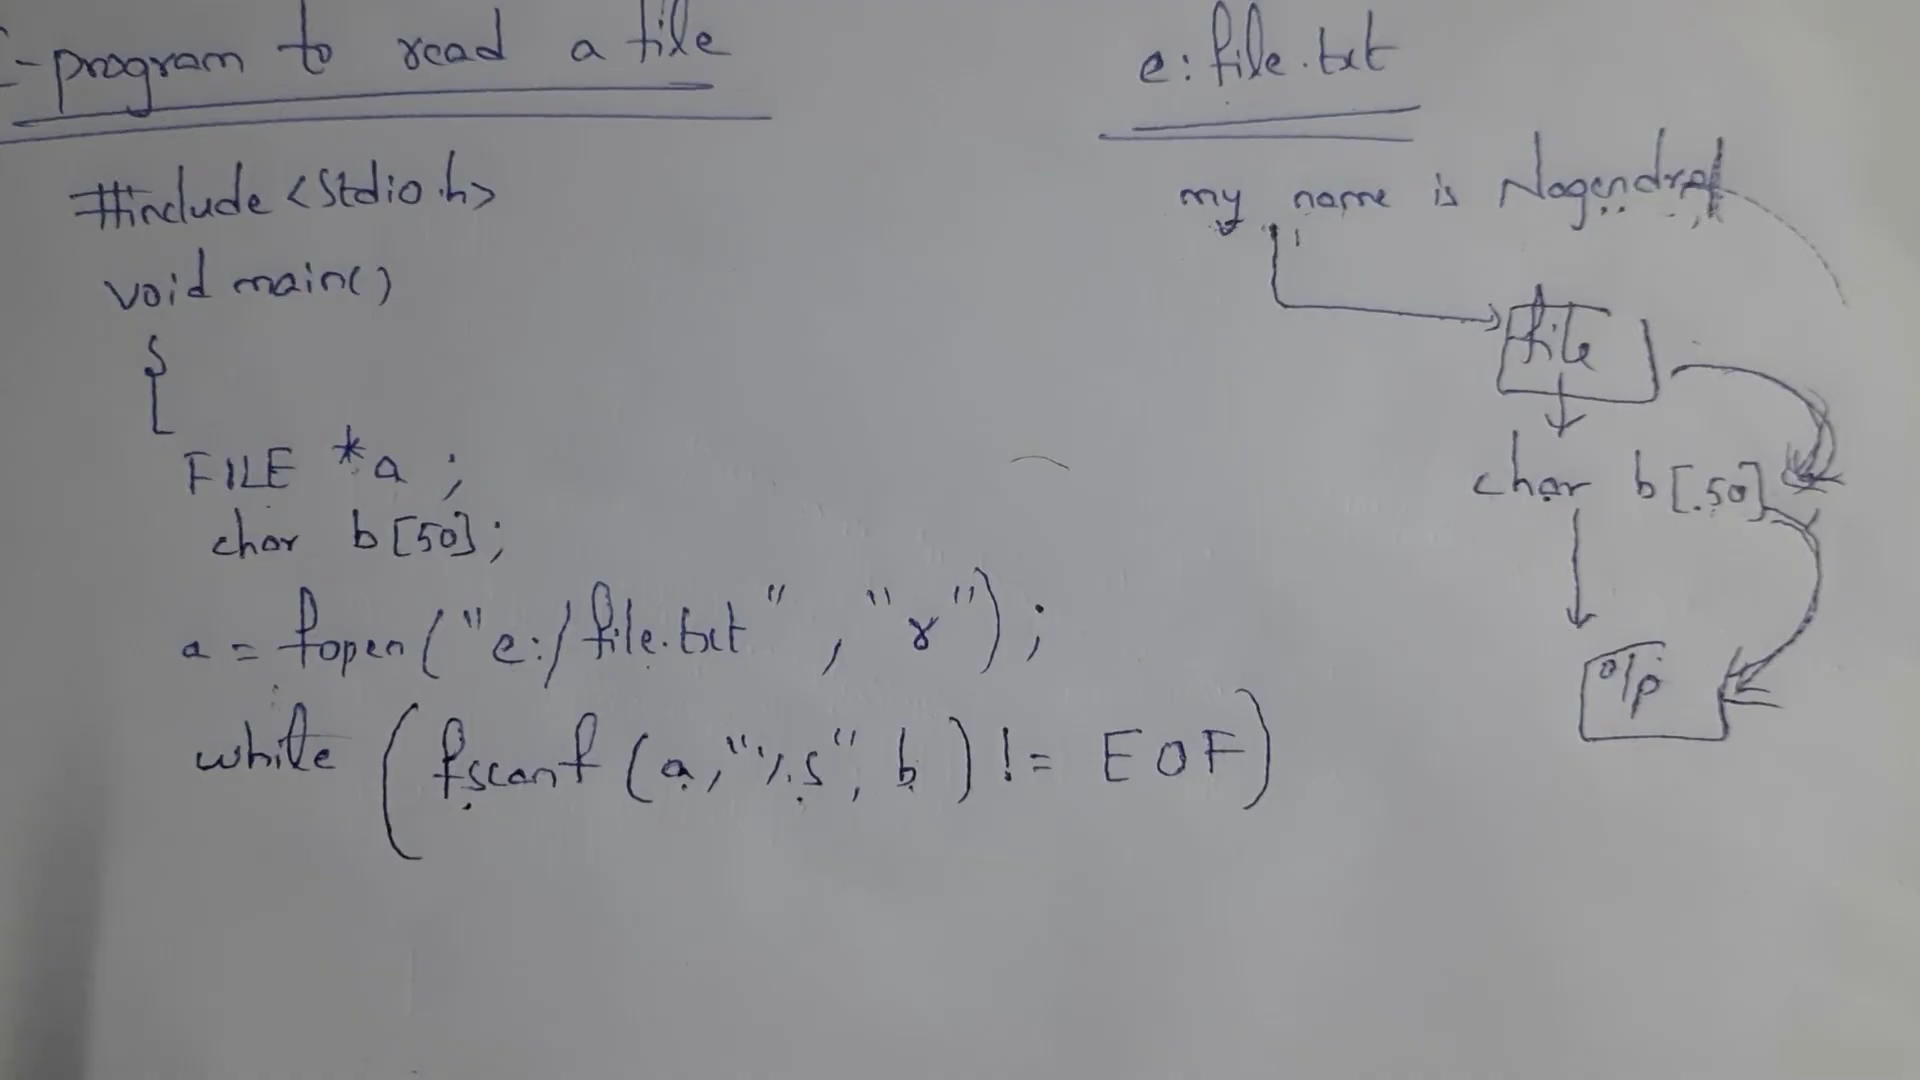 C-program to read a file
#include <stdio.h>
void main()
{
FILE *a ;
char b[50];
a = fopen("e:/file.txt" , "r");
while (fscanf (a,"%s", b ) != EOF)
e: file.txt
my name is Nagendra
file
char b[50]
o/p